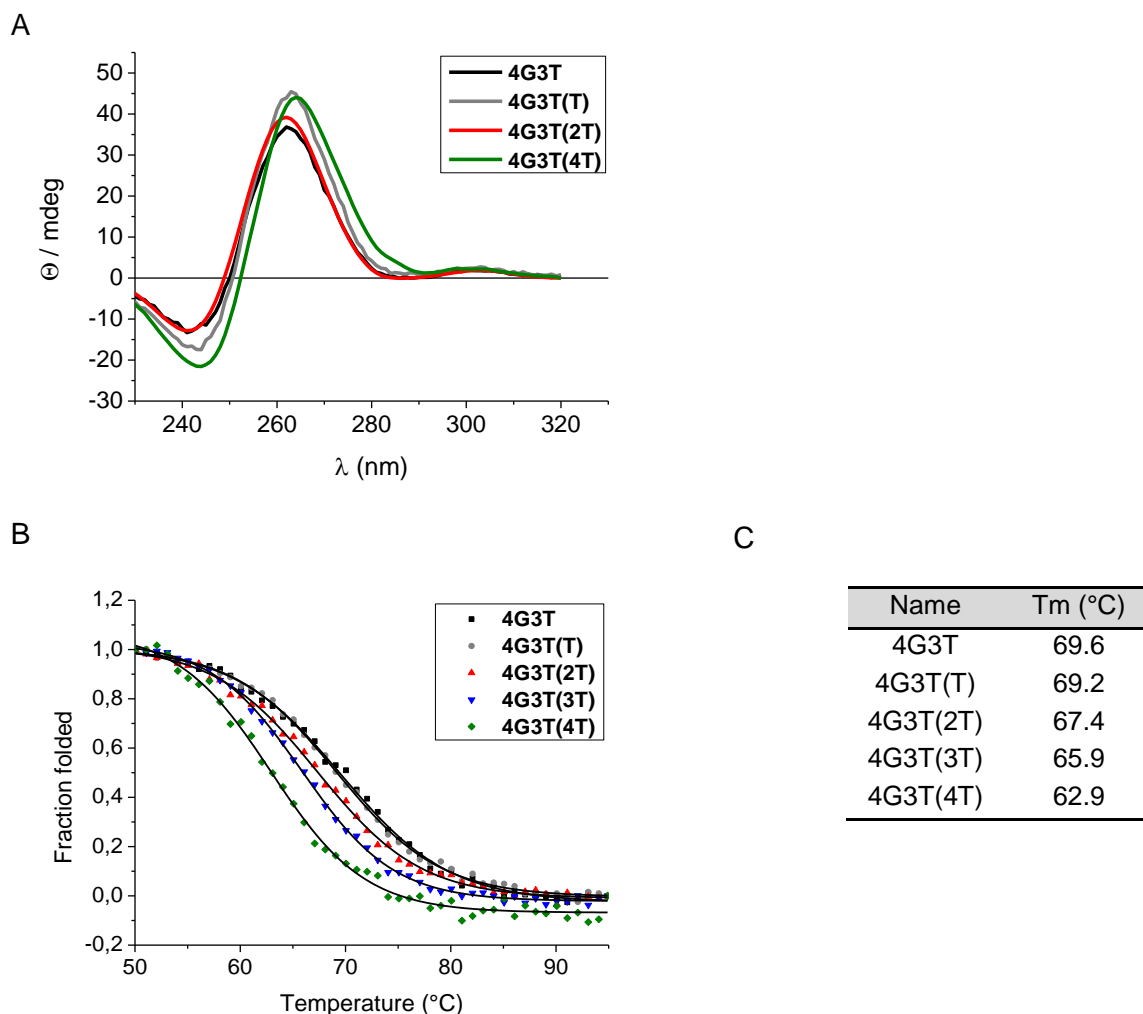 A
50
40
30
20
10
0
-10
-20
-30
Θ / mdeg
240
260
280
300
320
λ (nm)
4G3T
4G3T(T)
4G3T(2T)
4G3T(4T)
B
1,2
1,0
0,8
0,6
0,4
0,2
0,0
-0,2
Fraction folded
50
60
70
80
90
Temperature (°C)
4G3T
4G3T(T)
4G3T(2T)
4G3T(3T)
4G3T(4T)
C
Name Tm (°C)
4G3T 69.6
4G3T(T) 69.2
4G3T(2T) 67.4
4G3T(3T) 65.9
4G3T(4T) 62.9